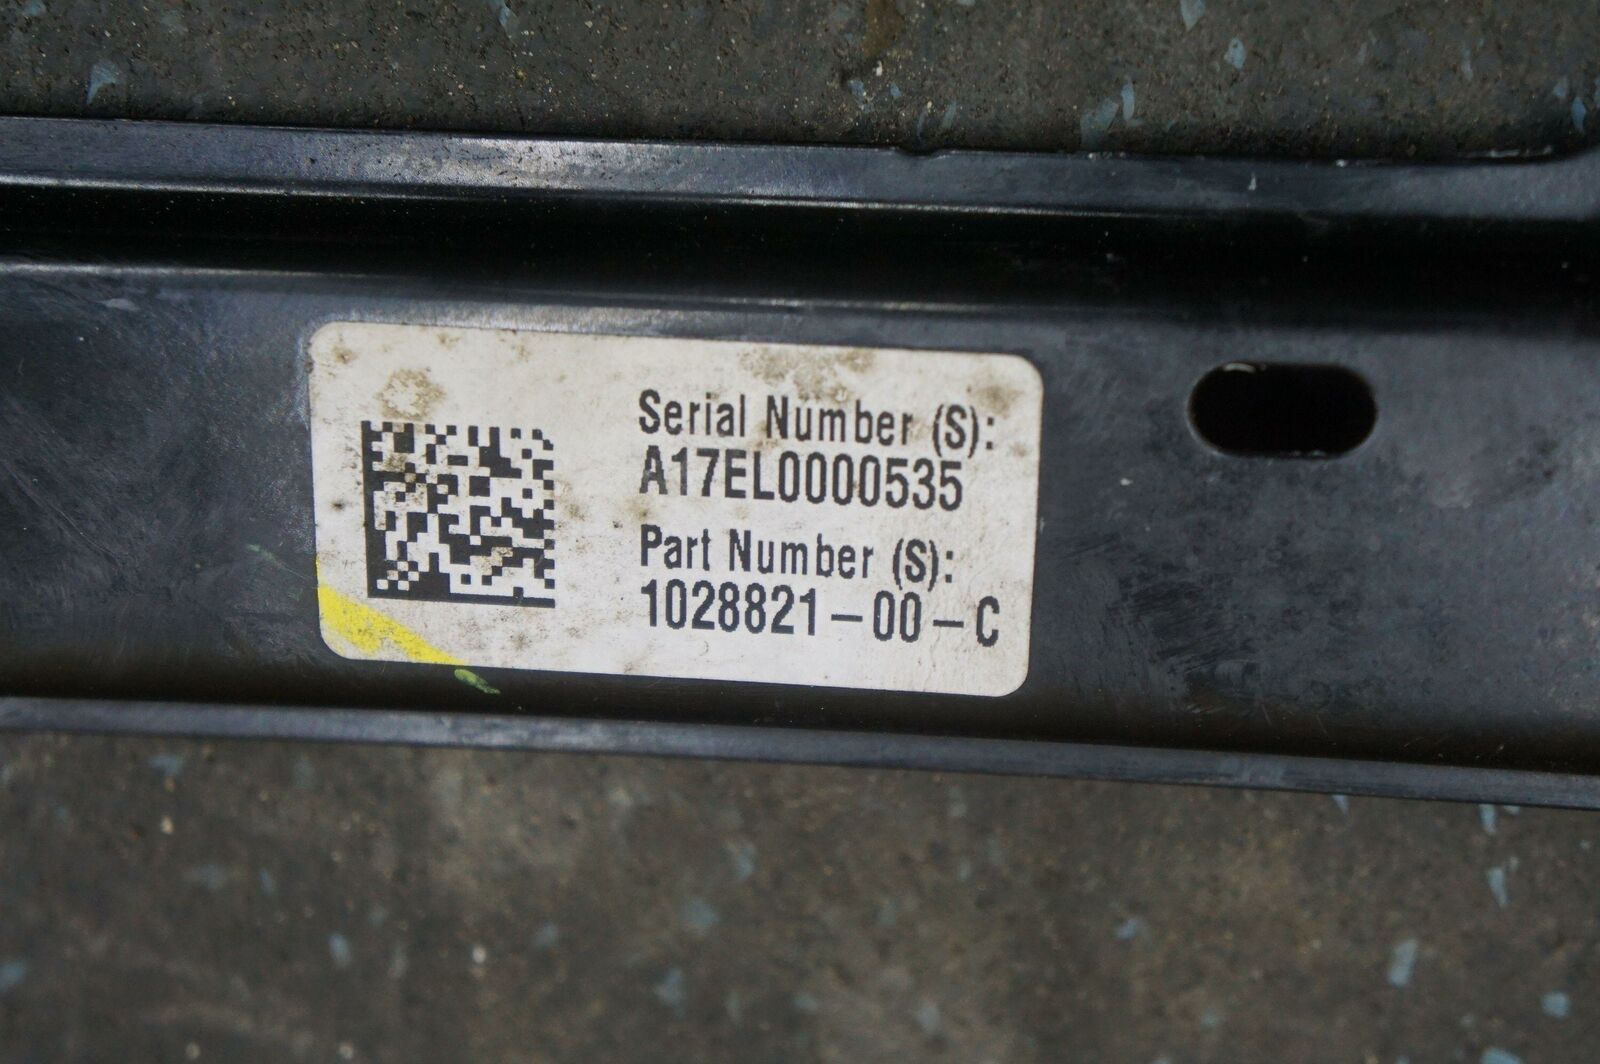 Serial Number (S):
A17EL0000535
Part Number (S):
1028821-00-C